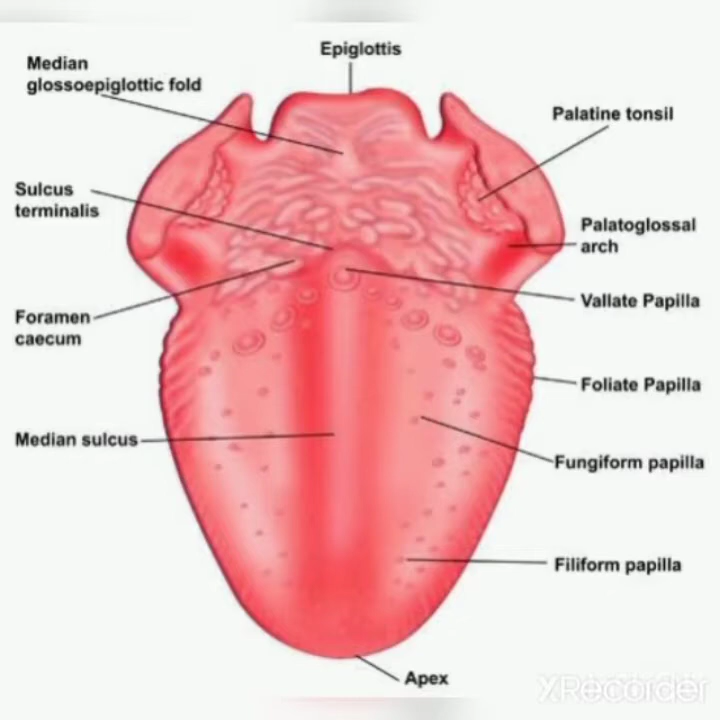 Epiglottis
Median
glossoepiglottic fold
Palatine tonsil
Sulcus
terminalis
Palatoglossal
arch
Vallate Papilla
Foramen
caecum
Foliate Papilla
Median sulcus
Fungiform papilla
Filiform papilla
Apex
XRecorder